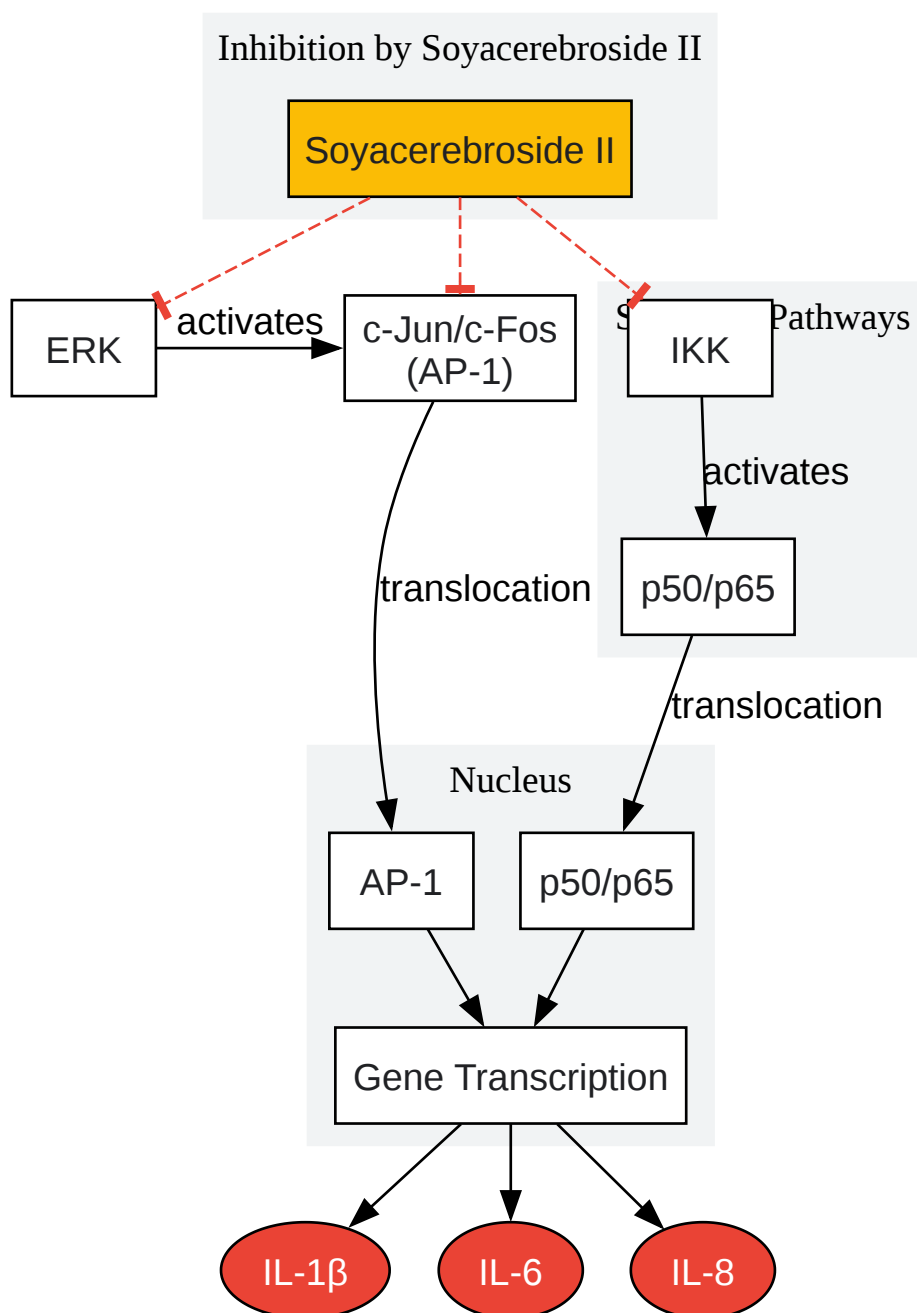 Inhibition by Soyacerebroside II
Soyacerebroside II
ERK
activates
c-Jun/c-Fos
(AP-1)
IKK
Pathways
activates
p50/p65
translocation
translocation
Nucleus
AP-1
p50/p65
Gene Transcription
IL-1β
IL-6
IL-8